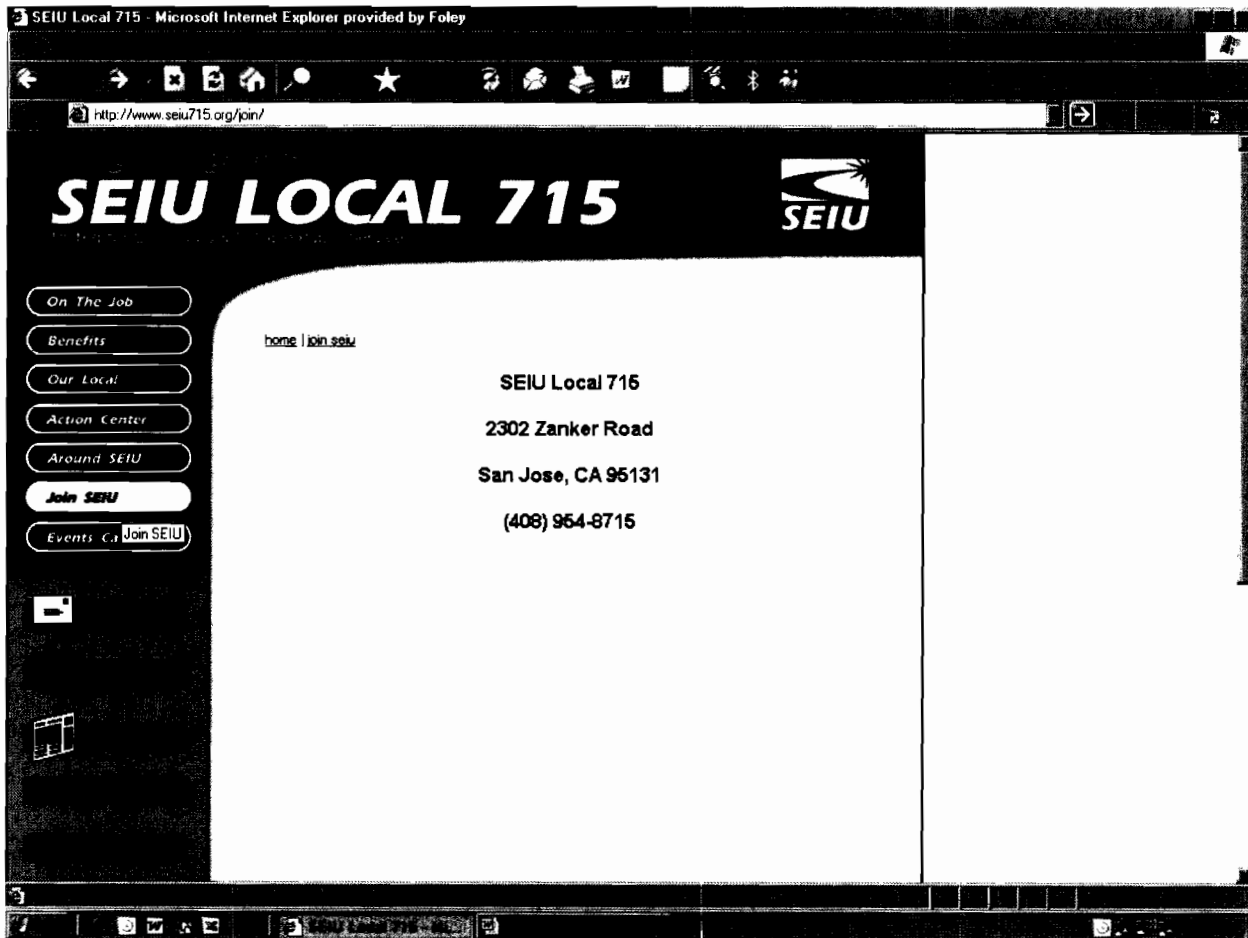 SEIU Local 715 - Microsoft Internet Explorer provided by Foley
http://www.seiu715.org/join/
SEIU LOCAL 715
SEIU
On The Job
Benefits
Our Local
Action Center
Around SEIU
Join SEIU
Events Ca
Join SEIU
home | join seiu
SEIU Local 715
2302 Zanker Road
San Jose, CA 95131
(408) 954-8715